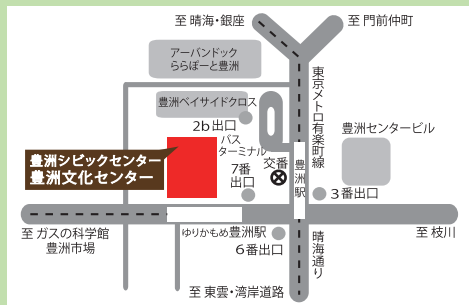 至 晴海・銀座
至 門前仲町
アーバンドック
ららぽーと豊洲
東京メトロ有楽町線
豊洲ベイサイドクロス
2b出口
バス
ターミナル
豊洲センタービル
豊洲シビックセンター
豊洲文化センター
7番
出口
交番
豊洲駅
3番出口
至 ガスの科学館
豊洲市場
ゆりかもめ豊洲駅
6番出口
晴海通り
至 枝川
至 東雲・湾岸道路